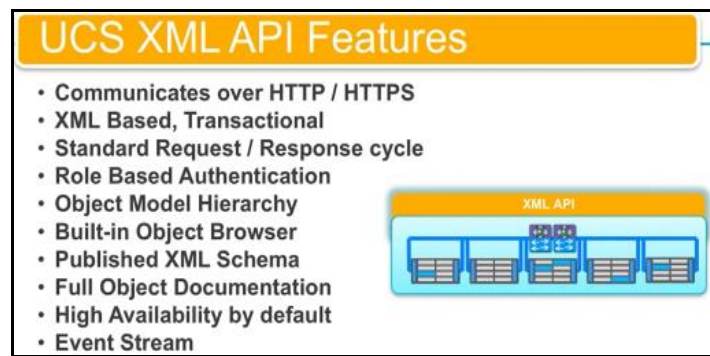 UCS XML API Features
• Communicates over HTTP / HTTPS
• XML Based, Transactional
• Standard Request / Response cycle
• Role Based Authentication
• Object Model Hierarchy
XML API
• Built-in Object Browser
• Published XML Schema
• Full Object Documentation
• High Availability by default
• Event Stream